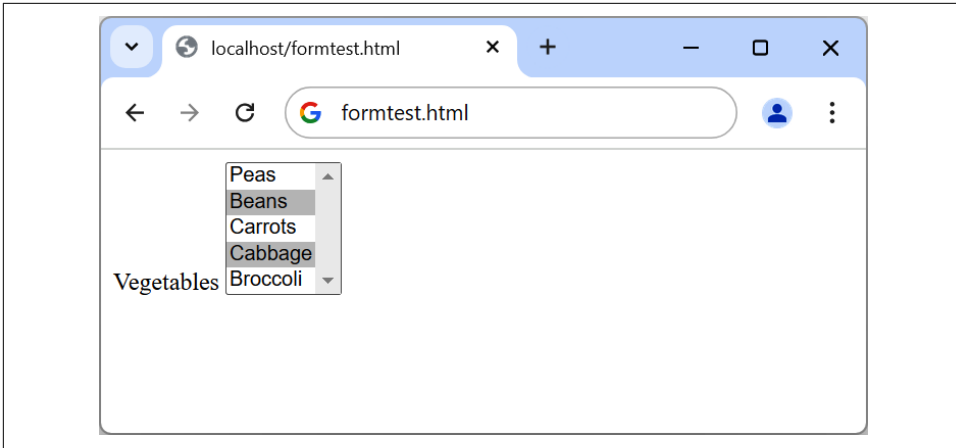 localhost/formtest.html
formtest.html
Peas
Beans
Carrots
Cabbage
Vegetables Broccoli